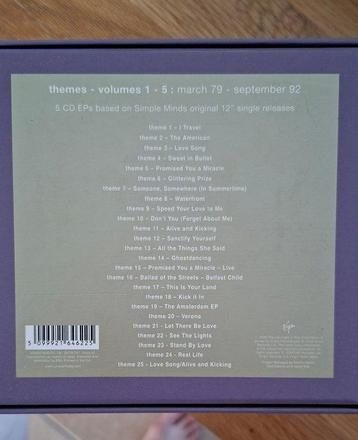 themes - volumes 1 - 5 : march 79 - september 92
5 CD EPs based on Simple Minds original 12" single releases
theme 1 – I Travel
theme 2 – The American
theme 3 – Love Song
theme 4 – Sweat in Bullet
theme 5 – Promised You a Miracle
theme 6 – Glittering Prize
theme 7 – Someone, Somewhere (in Summertime)
theme 8 – Waterfront
theme 9 – Speed Your Love to Me
theme 10 – Don't You (Forget About Me)
theme 11 – Alive and Kicking
theme 12 – Sanctify Yourself
theme 13 – All the Things She Said
theme 14 – Ghostdancing
theme 15 – Promised You a Miracle – Live
theme 16 – Ballad of the Streets – Belfast Child
theme 17 – This is Your Land
theme 18 – Kick it In
theme 19 – The Amsterdam EP
theme 20 – Verona
theme 21 – Let There Be Love
theme 22 – See The Lights
theme 23 – Stand By Love
theme 24 – Real Life
theme 25 – Love Song/Alive and Kicking
5 099921 646225
Virgin